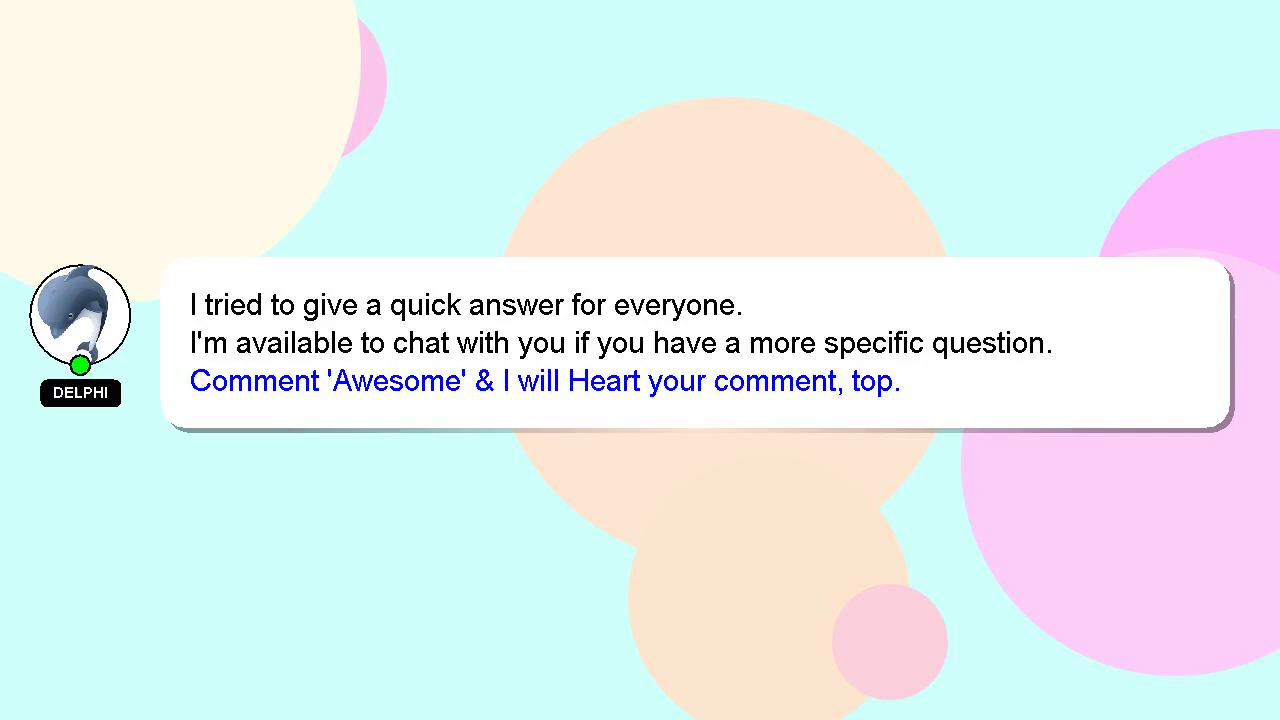 I tried to give a quick answer for everyone.
I'm available to chat with you if you have a more specific question.
Comment 'Awesome' & I will Heart your comment, top.
DELPHI